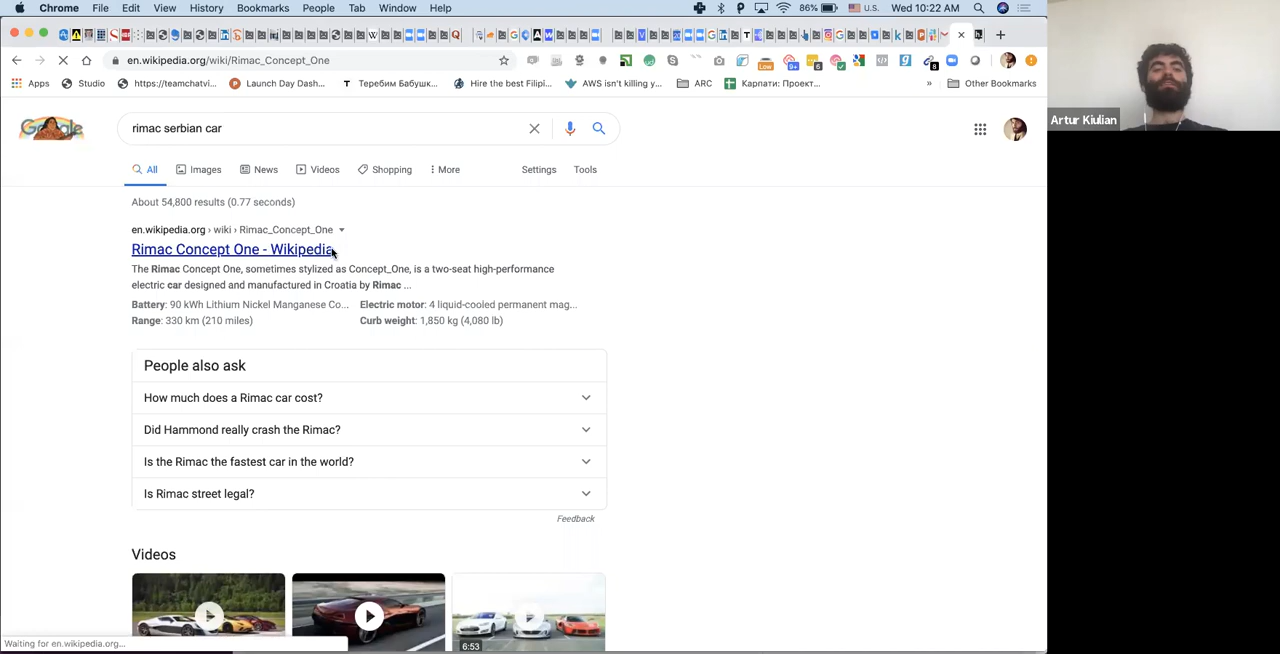 Chrome File Edit View History Bookmarks People Tab Window Help
86% U.S. Wed 10:22 AM
en.wikipedia.org/wiki/Rimac_Concept_One
Apps Studio https://teamchatvi... Launch Day Dash... Теребим Бабушк... Hire the best Filipi... AWS isn't killing y... ARC Карпати: Проект... » Other Bookmarks
Google
rimac serbian car
All Images News Videos Shopping More Settings Tools
About 54,800 results (0.77 seconds)
en.wikipedia.org › wiki › Rimac_Concept_One
Rimac Concept One - Wikipedia
The Rimac Concept One, sometimes stylized as Concept_One, is a two-seat high-performance
electric car designed and manufactured in Croatia by Rimac ...
Battery: 90 kWh Lithium Nickel Manganese Co... Electric motor: 4 liquid-cooled permanent mag...
Range: 330 km (210 miles) Curb weight: 1,850 kg (4,080 lb)
People also ask
How much does a Rimac car cost?
Did Hammond really crash the Rimac?
Is the Rimac the fastest car in the world?
Is Rimac street legal?
Feedback
Videos
6:53
Waiting for en.wikipedia.org...
Artur Kiulian